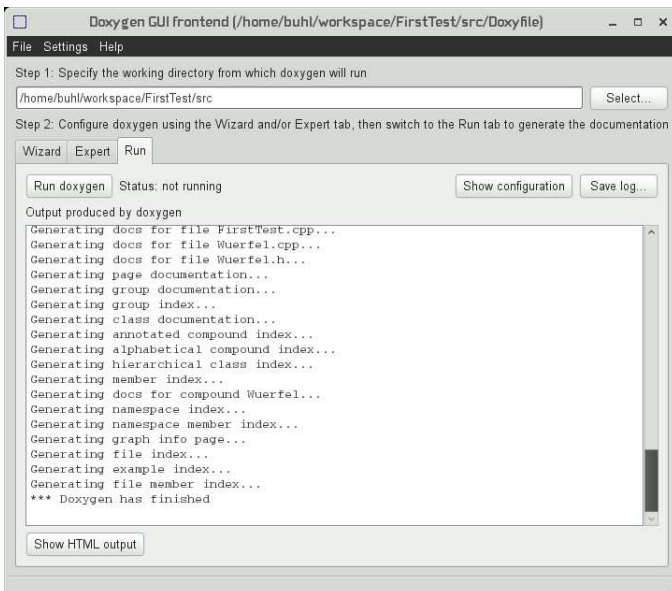 Doxygen GUI frontend (/home/buhl/workspace/FirstTest/src/Doxyfile)
File Settings Help
Step 1: Specify the working directory from which doxygen will run
/home/buhl/workspace/FirstTest/src Select...
Step 2: Configure doxygen using the Wizard and/or Expert tab, then switch to the Run tab to generate the documentation
Wizard Expert Run
Run doxygen Status: not running Show configuration Save log...
Output produced by doxygen
Generating docs for file FirstTest.cpp...
Generating docs for file Wuerfel.cpp...
Generating docs for file Wuerfel.h...
Generating page documentation...
Generating group documentation...
Generating group index...
Generating class documentation...
Generating annotated compound index...
Generating alphabetical compound index...
Generating hierarchical class index...
Generating member index...
Generating docs for compound Wuerfel...
Generating namespace index...
Generating namespace member index...
Generating graph info page...
Generating file index...
Generating example index...
Generating file member index...
*** Doxygen has finished
Show HTML output